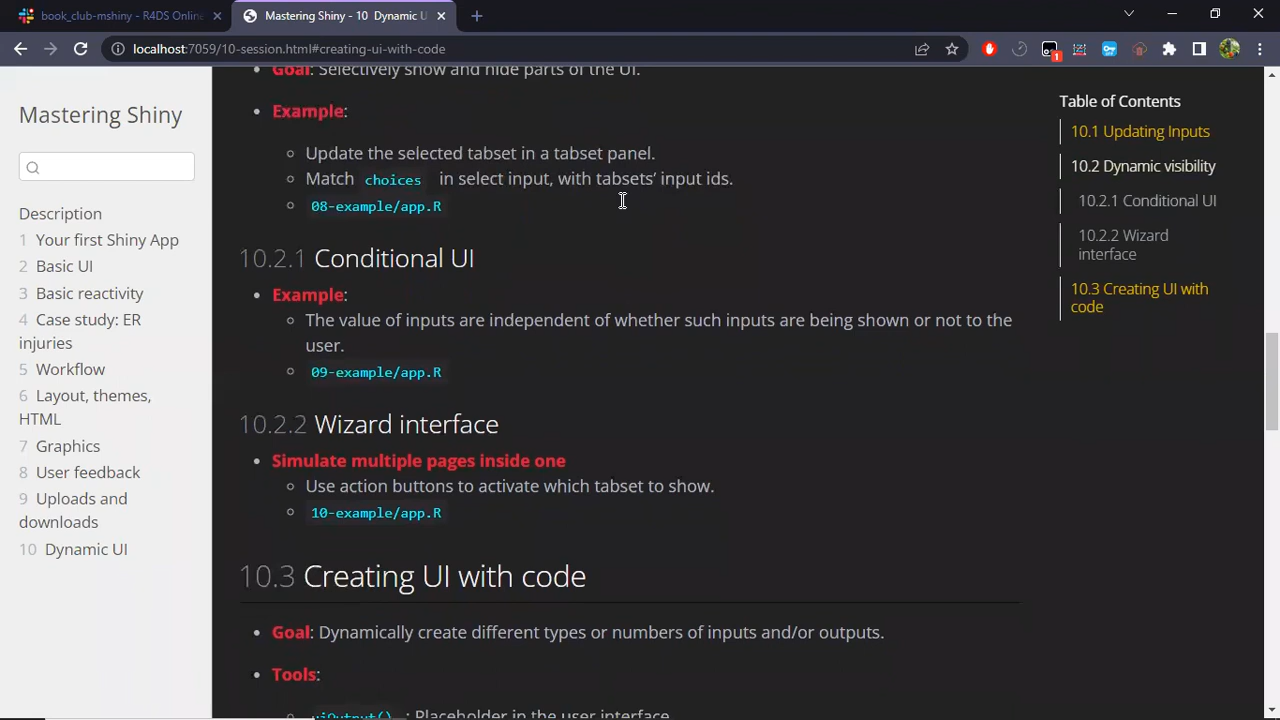 book_club-mshiny - R4DS Online
Mastering Shiny - 10 Dynamic U
localhost:7059/10-session.html#creating-ui-with-code
1
Mastering Shiny
Description
1 Your first Shiny App
2 Basic UI
3 Basic reactivity
4 Case study: ER
injuries
5 Workflow
6 Layout, themes,
HTML
7 Graphics
8 User feedback
9 Uploads and
downloads
10 Dynamic UI
Goal: Selectively show and hide parts of the UI.
Example:
Update the selected tabset in a tabset panel.
Match choices in select input, with tabsets’ input ids.
08-example/app.R
10.2.1 Conditional UI
Example:
The value of inputs are independent of whether such inputs are being shown or not to the
user.
09-example/app.R
10.2.2 Wizard interface
Simulate multiple pages inside one
Use action buttons to activate which tabset to show.
10-example/app.R
10.3 Creating UI with code
Goal: Dynamically create different types or numbers of inputs and/or outputs.
Tools:
uiOutput() : Placeholder in the user interface
Table of Contents
10.1 Updating Inputs
10.2 Dynamic visibility
10.2.1 Conditional UI
10.2.2 Wizard
interface
10.3 Creating UI with
code